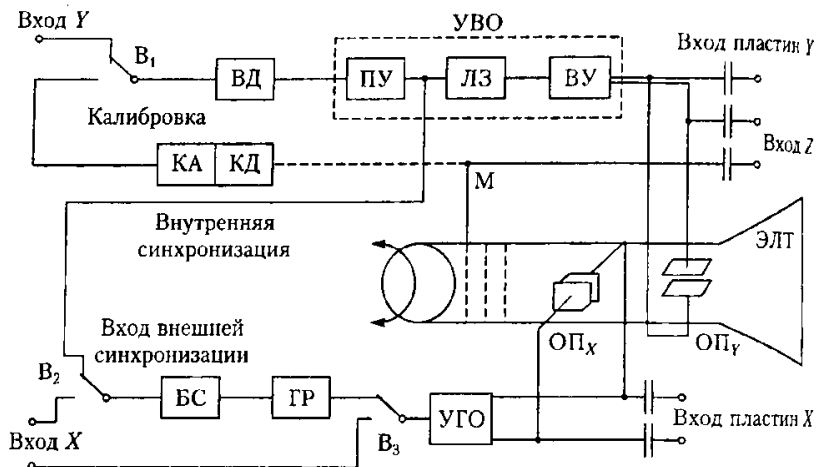 Вход Y
В₁
ВД
УВО
ПУ
ЛЗ
ВУ
Вход пластин Y
Калибровка
Вход Z
КА
КД
М
Внутренняя
синхронизация
ЭЛТ
Вход внешней
синхронизации
ОПX
ОПY
В₂
БС
ГР
В₃
УГО
Вход пластин X
Вход X